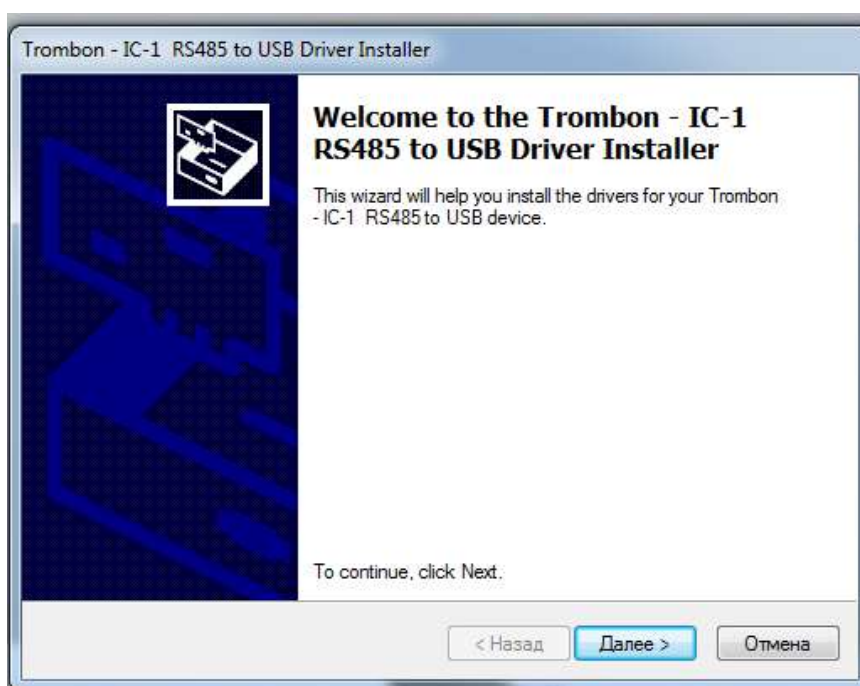 Trombon - IC-1 RS485 to USB Driver Installer
Welcome to the Trombon - IC-1
RS485 to USB Driver Installer
This wizard will help you install the drivers for your Trombon
- IC-1 RS485 to USB device.
To continue, click Next.
< Назад
Далее >
Отмена